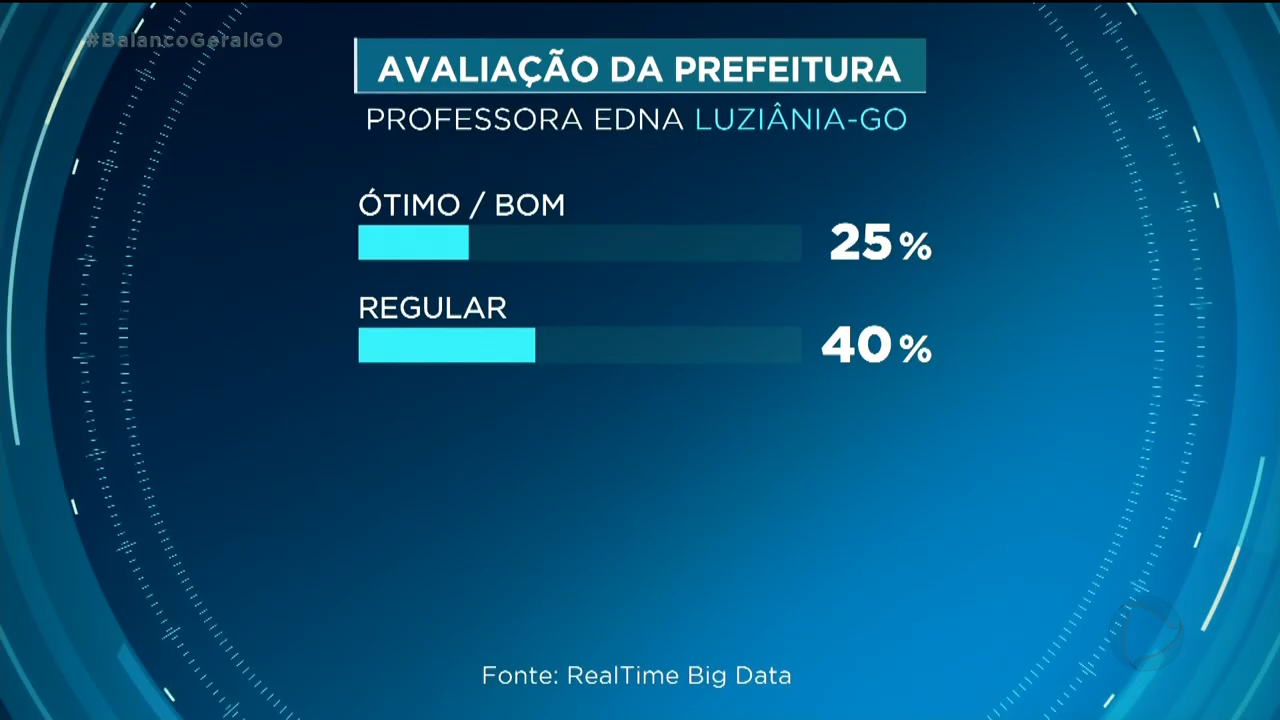 #BalancoGeralGO
AVALIAÇÃO DA PREFEITURA
PROFESSORA EDNA LUZIÂNIA-GO
ÓTIMO / BOM
25%
REGULAR
40%
Fonte: RealTime Big Data